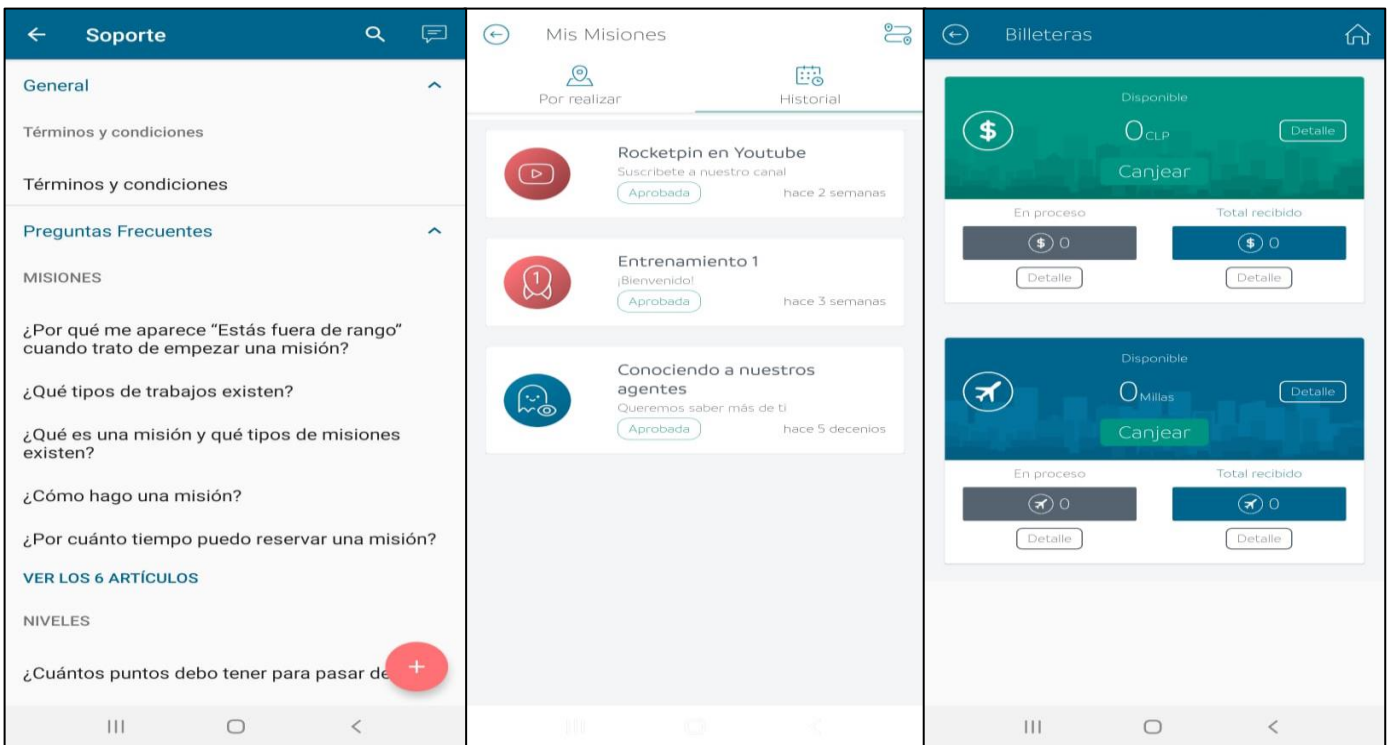 Soporte
General
Términos y condiciones
Términos y condiciones
Preguntas Frecuentes
MISIONES
¿Por qué me aparece “Estás fuera de rango”
cuando trato de empezar una misión?
¿Qué tipos de trabajos existen?
¿Qué es una misión y qué tipos de misiones
existen?
¿Cómo hago una misión?
¿Por cuánto tiempo puedo reservar una misión?
VER LOS 6 ARTÍCULOS
NIVELES
¿Cuántos puntos debo tener para pasar de
Mis Misiones
Por realizar
Historial
Rocketpin en Youtube
Suscribete a nuestro canal
Aprobada hace 2 semanas
1
Entrenamiento 1
¡Bienvenido!
Aprobada hace 3 semanas
Conociendo a nuestros
agentes
Queremos saber más de ti
Aprobada hace 5 decenios
Billeteras
Disponible
$ 0 CLP Detalle
Canjear
En proceso Total recibido
$ 0 $ 0
Detalle Detalle
Disponible
0 Millas Detalle
Canjear
En proceso Total recibido
0 0
Detalle Detalle